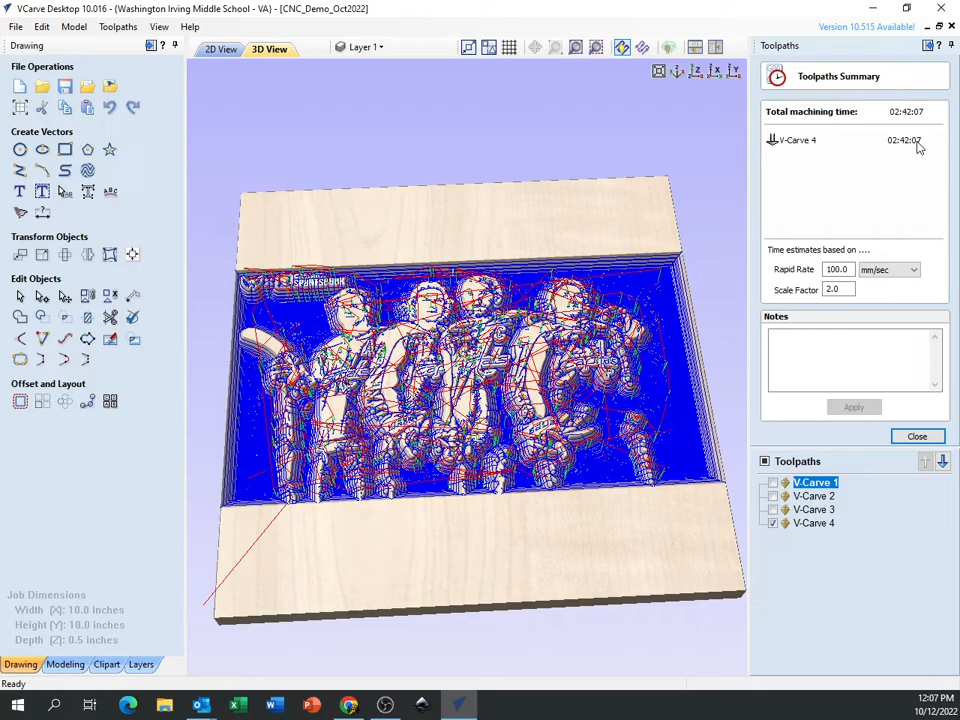 VCarve Desktop 10.016 - {Washington Irving Middle School - VA} - [CNC_Demo_Oct2022]
File Edit Model Toolpaths View Help
Version 10.515 Available!
Drawing
2D View 3D View Layer 1
Toolpaths
File Operations
Create Vectors
Transform Objects
Edit Objects
Offset and Layout
Job Dimensions
Width [X]: 10.0 inches
Height [Y]: 10.0 inches
Depth [Z]: 0.5 inches
Drawing Modeling Clipart Layers
Ready
Toolpaths Summary
Total machining time: 02:42:07
V-Carve 4 02:42:07
Time estimates based on ....
Rapid Rate 100.0 mm/sec
Scale Factor 2.0
Notes
Apply
Close
Toolpaths
V-Carve 1
V-Carve 2
V-Carve 3
V-Carve 4
12:07 PM
10/12/2022